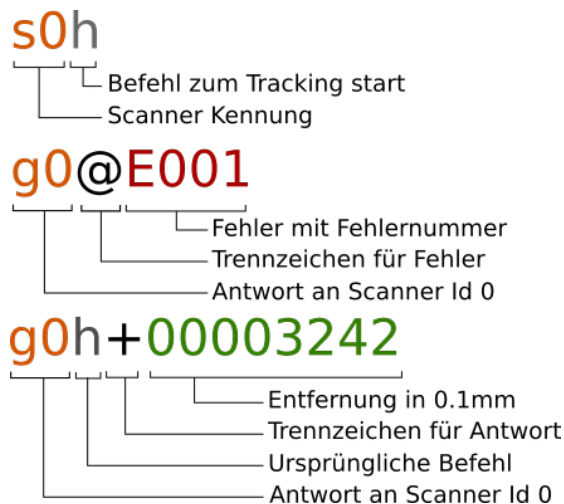 s0h
Befehl zum Tracking start
Scanner Kennung
g0@E001
Fehler mit Fehlernummer
Trennzeichen für Fehler
Antwort an Scanner Id 0
g0h+00003242
Entfernung in 0.1mm
Trennzeichen für Antwort
Ursprüngliche Befehl
Antwort an Scanner Id 0